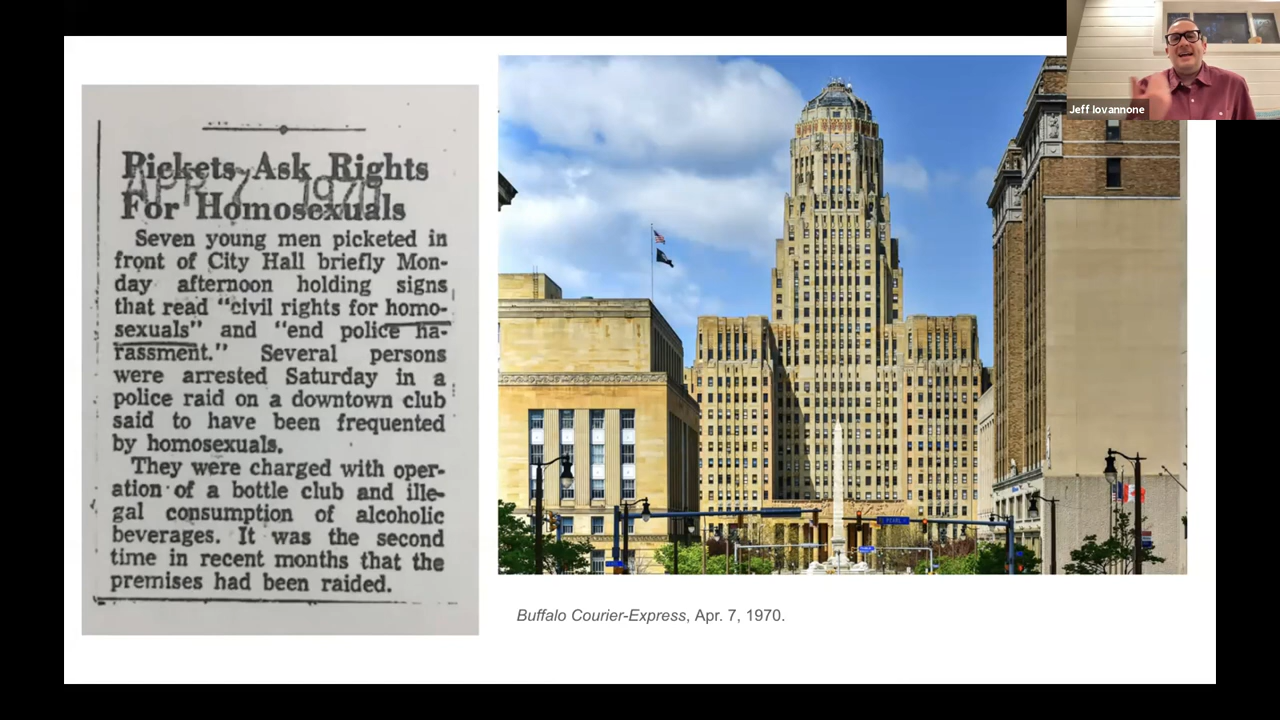 Jeff Iovannone
Pickets Ask Rights
APR 7 1970
For Homosexuals
Seven young men picketed in
front of City Hall briefly Mon-
day afternoon holding signs
that read "civil rights for homo-
sexuals" and "end police ha-
rassment." Several persons
were arrested Saturday in a
police raid on a downtown club
said to have been frequented
by homosexuals.
They were charged with oper-
ation of a bottle club and ille-
gal consumption of alcoholic
beverages. It was the second
time in recent months that the
premises had been raided.
PEARL
Buffalo Courier-Express, Apr. 7, 1970.